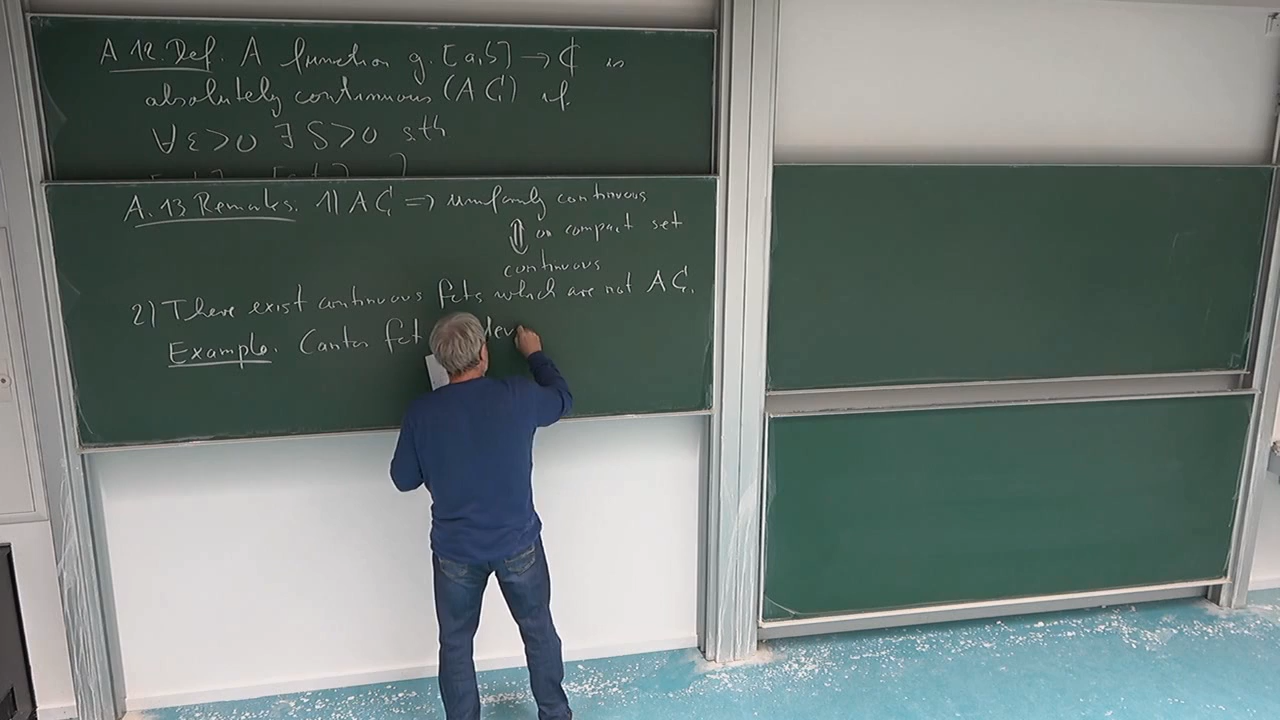 A 12. Def. A function g: [a,b] → ℂ is
absolutely continuous (AC) if
∀ε>0 ∃ δ>0 s.th
A.13 Remarks. 1) AC ⇒ uniformly continuous
⇕ on compact set
continuous
2) There exist continuous fcts which are not AC.
Example. Cantor fct dev